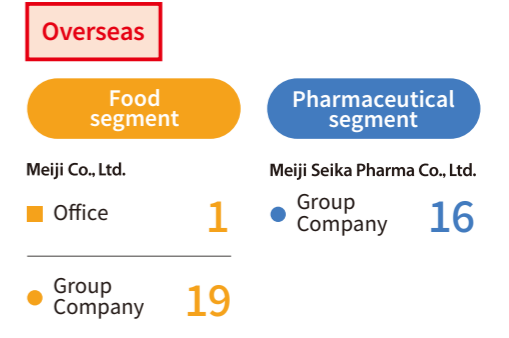 Overseas
Food
segment
Meiji Co., Ltd.
Office 1
Group
Company 19
Pharmaceutical
segment
Meiji Seika Pharma Co., Ltd.
Group
Company 16